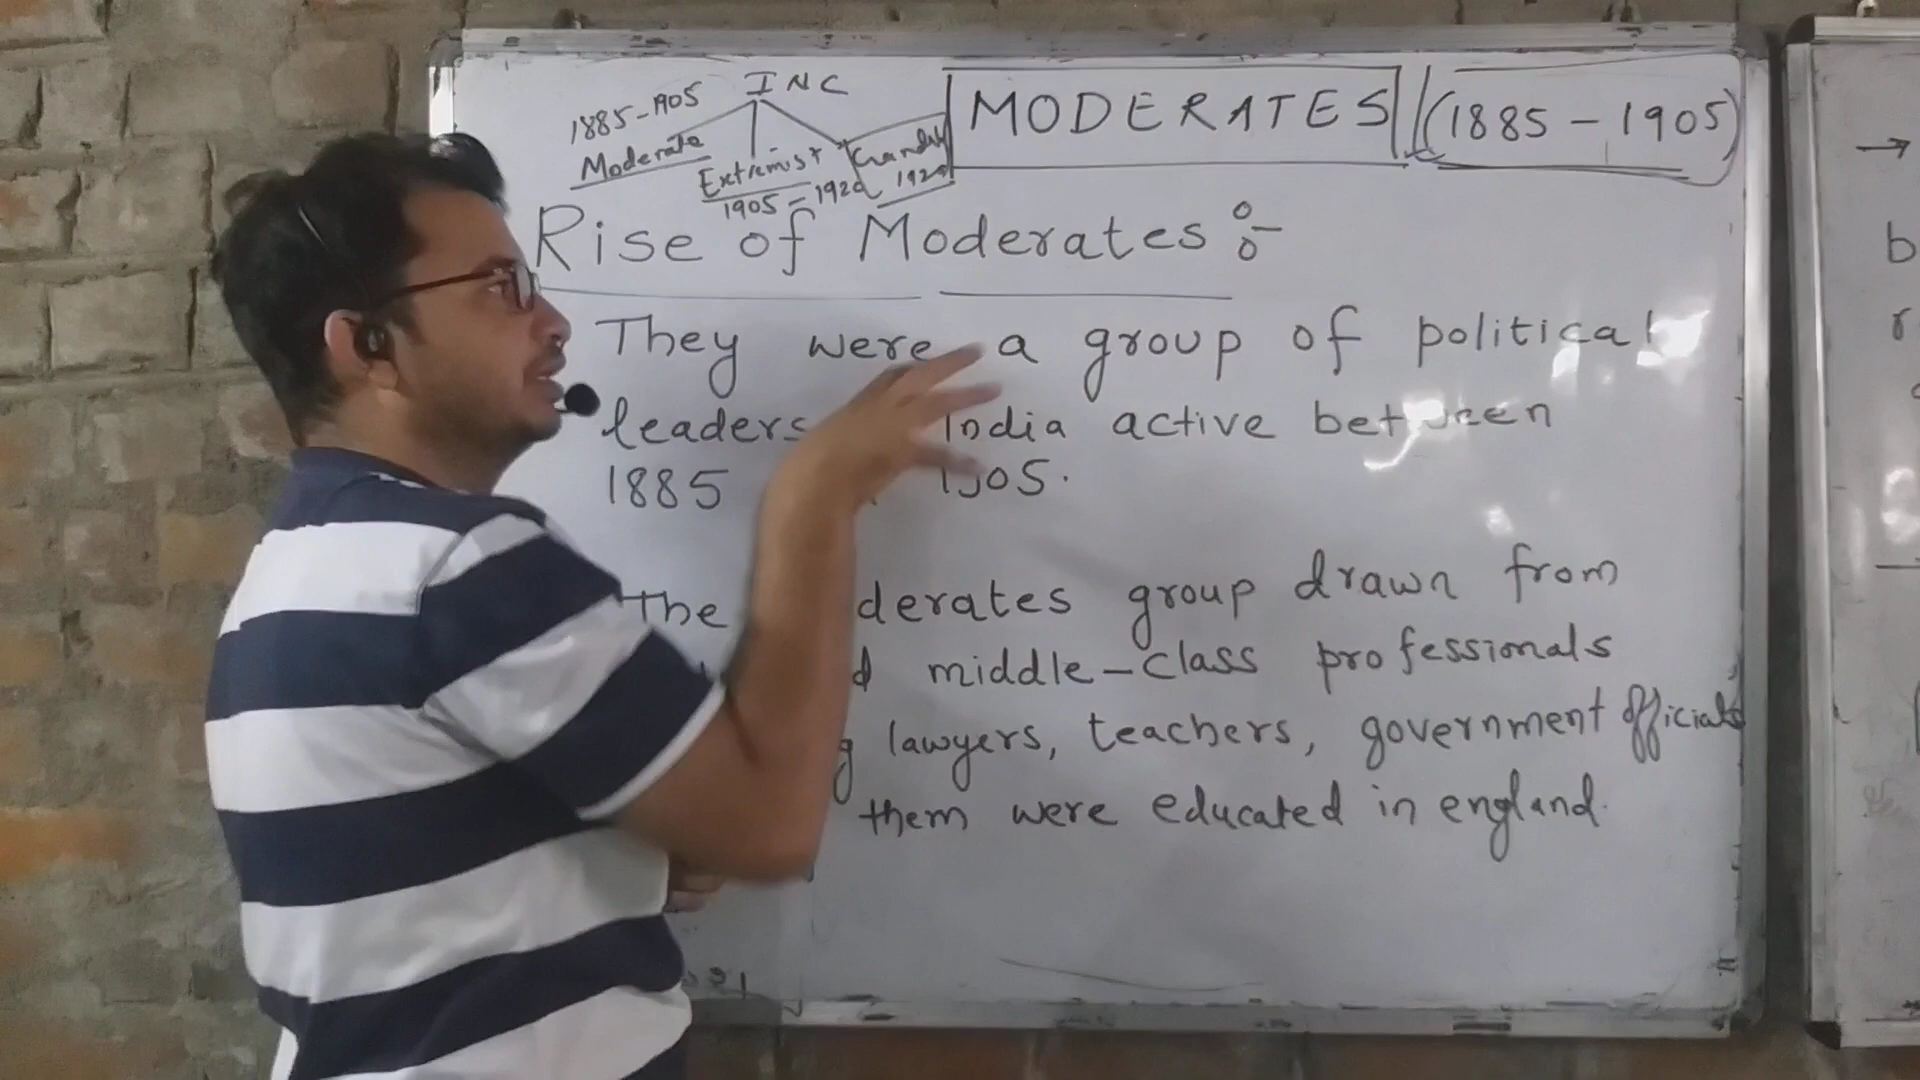 INC
1885-1905
Moderate
Extremist
1905-1920
1920
MODERATES (1885-1905)
Rise of Moderates :-
They were a group of political
leaders India active between
1885 1905.
The derates group drawn from
d middle-class professionals
g lawyers, teachers, government officials
them were educated in england.
b
r